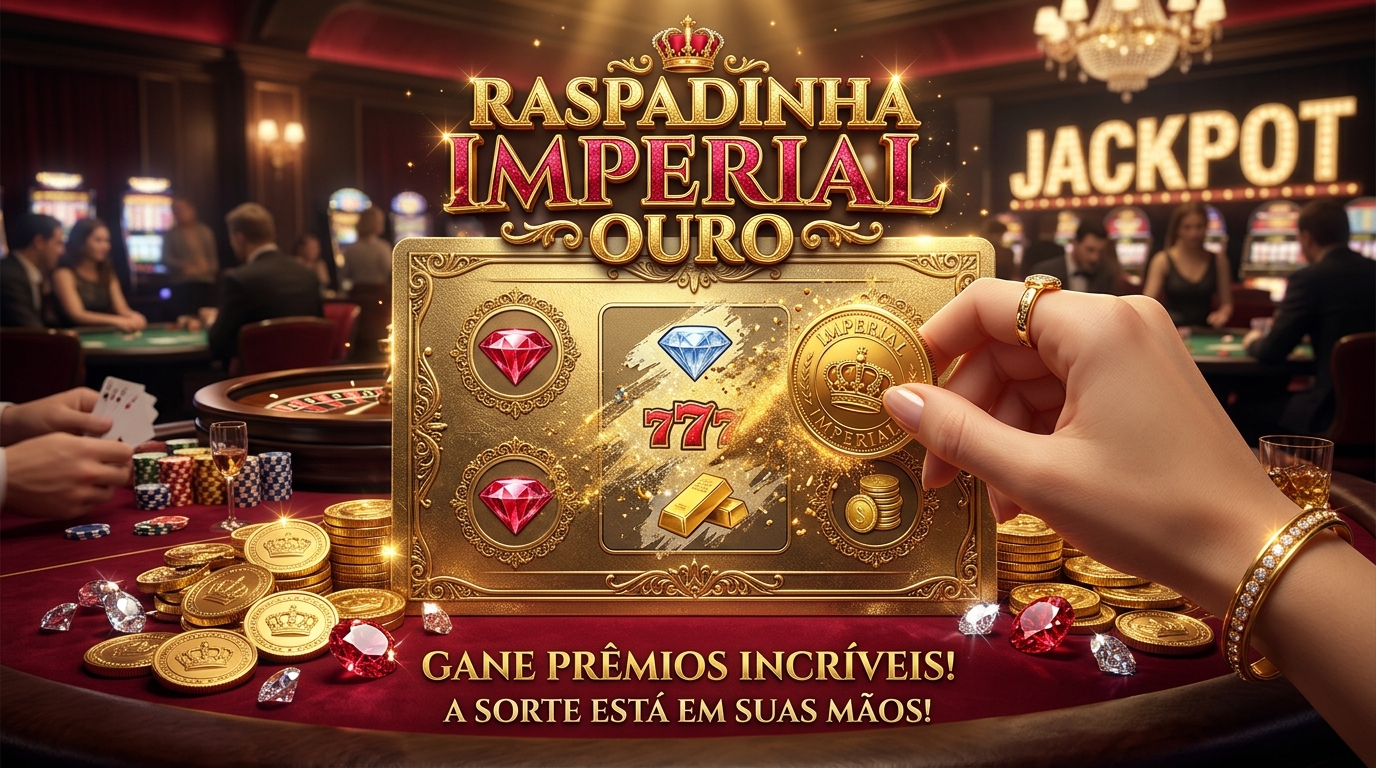 RASPADINHA
IMPERIAL
OURO
JACKPOT
IMPERIAL
IMPERIAL
777
$
GANE PRÊMIOS INCRÍVEIS!
A SORTE ESTÁ EM SUAS MÃOS!